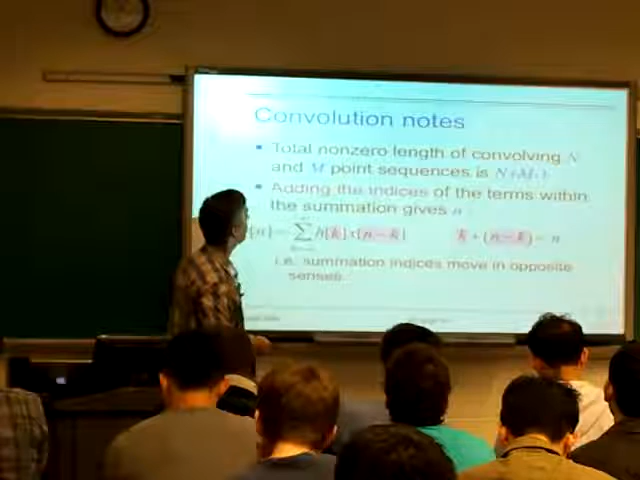 Convolution notes
Total nonzero length of convolving N
and M point sequences is N+M-1
Adding the indices of the terms within
the summation gives n
∑ h[k]x[n−k] k + (n−k) = n
i.e. summation indices move in opposite
senses